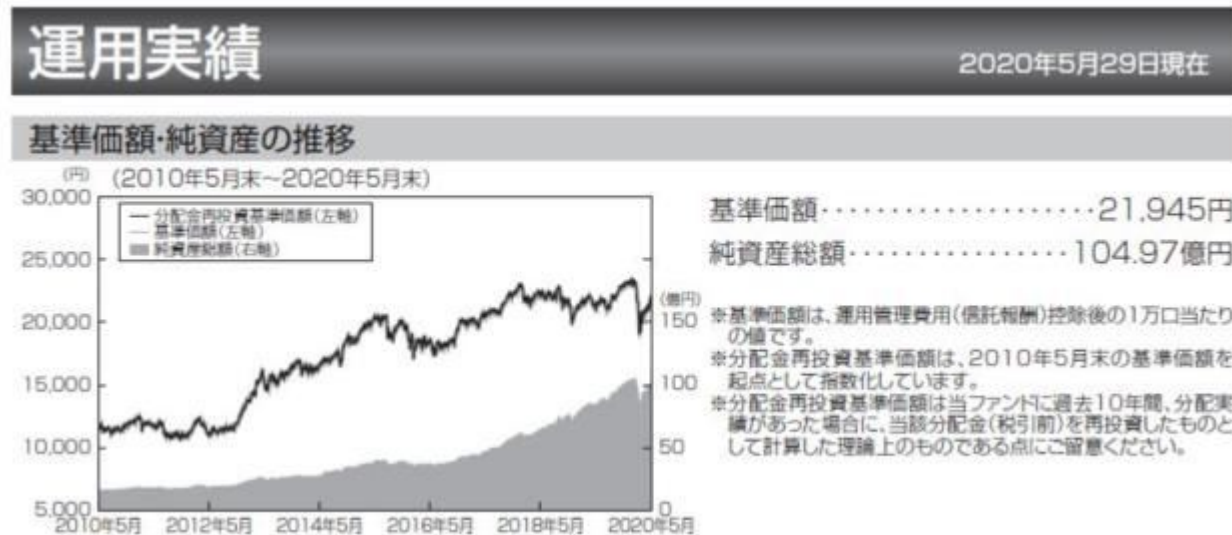 運用実績
2020年5月29日現在
基準価額・純資産の推移
(円) (2010年5月末～2020年5月末)
30,000
25,000
20,000
15,000
10,000
5,000
分配金再投資基準価額(左軸)
基準価額(左軸)
純資産総額(右軸)
(億円)
150
100
50
0
2010年5月 2012年5月 2014年5月 2016年5月 2018年5月 2020年5月
基準価額・・・・・・・・・・・・・・・・・・・・21,945円
純資産総額・・・・・・・・・・・・・・・・104.97億円
※基準価額は、運用管理費用(信託報酬)控除後の1万口当たり
の値です。
※分配金再投資基準価額は、2010年5月末の基準価額を
起点として指数化しています。
※分配金再投資基準価額は当ファンドに過去10年間、分配実
績があった場合に、当該分配金(税引前)を再投資したものと
して計算した理論上のものである点にご留意ください。